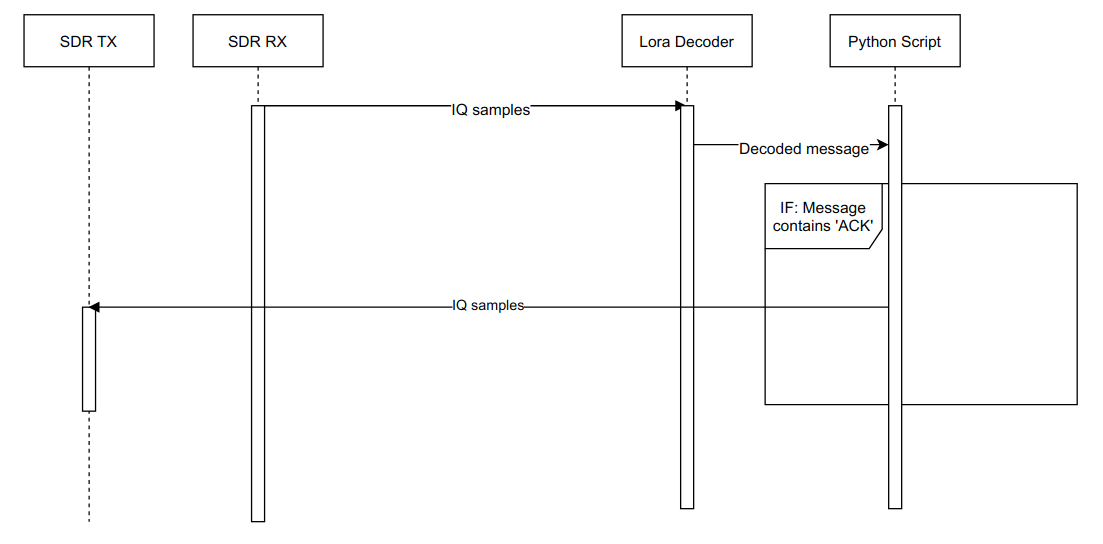 SDR TX
SDR RX
Lora Decoder
Python Script
IQ samples
Decoded message
IF: Message
contains 'ACK'
IQ samples